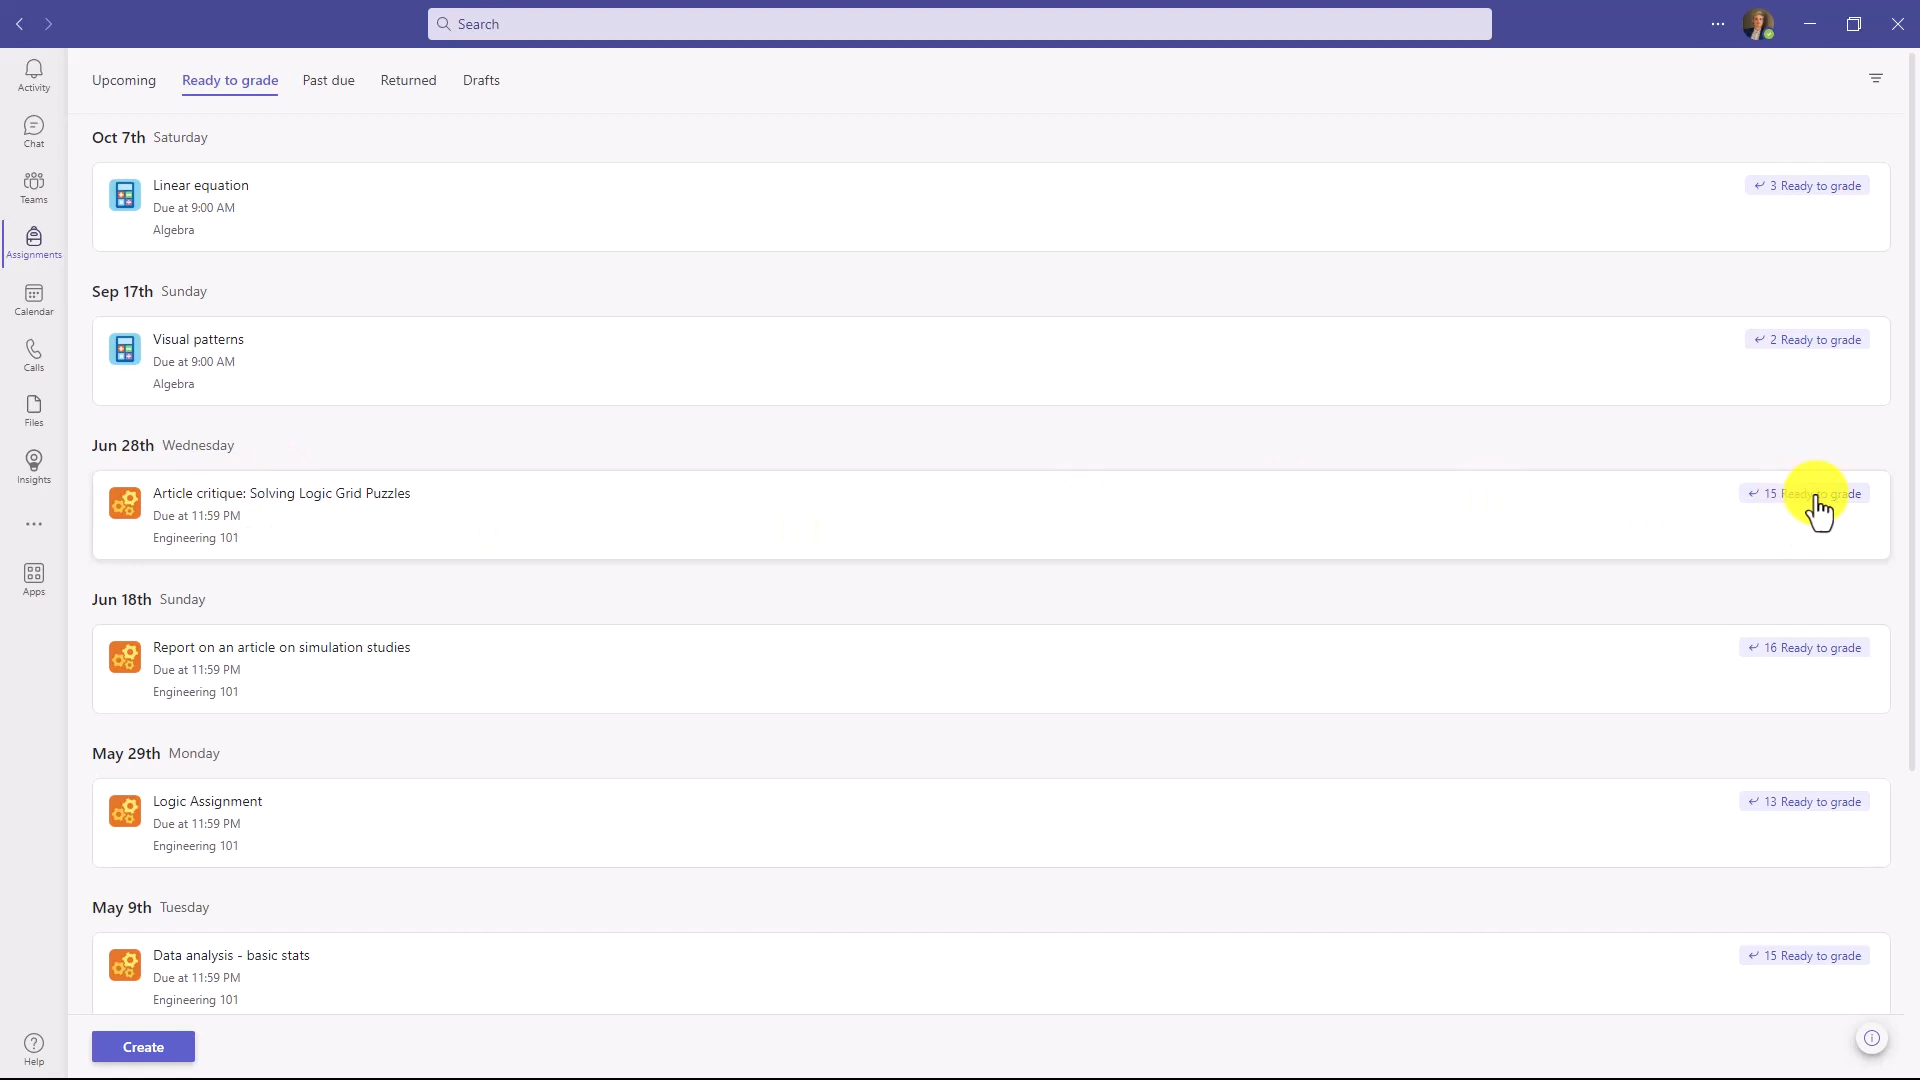 Search
Activity
Chat
Teams
Assignments
Calendar
Calls
Files
Insights
Apps
Help
Upcoming
Ready to grade
Past due
Returned
Drafts
Oct 7th Saturday
Linear equation
3 Ready to grade
Due at 9:00 AM
Algebra
Sep 17th Sunday
Visual patterns
2 Ready to grade
Due at 9:00 AM
Algebra
Jun 28th Wednesday
Article critique: Solving Logic Grid Puzzles
15 Ready to grade
Due at 11:59 PM
Engineering 101
Jun 18th Sunday
Report on an article on simulation studies
16 Ready to grade
Due at 11:59 PM
Engineering 101
May 29th Monday
Logic Assignment
13 Ready to grade
Due at 11:59 PM
Engineering 101
May 9th Tuesday
Data analysis - basic stats
15 Ready to grade
Due at 11:59 PM
Engineering 101
Create